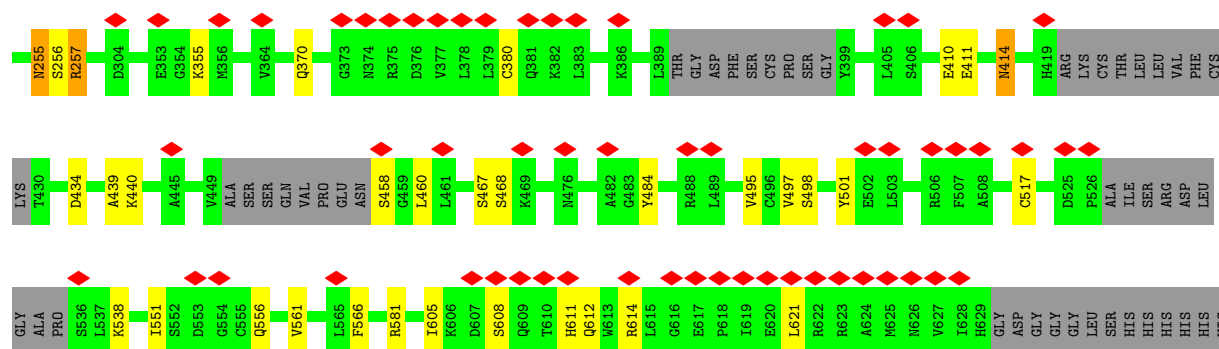 N255 S256 R257 D304 E353 G354 K355 M356 V364 Q370 G373 N374 R375 D376 V377 L378 L379 C380 Q381 K382 L383 K386 L389 THR GLY ASP PHE SER CYS PRO SER GLY Y399 L405 S406 E410 E411 N414 H419 ARG LYS CYS THR LEU LEU VAL PHE CYS
LYS T430 D434 A439 K440 A445 V449 ALA SER SER GLN VAL PRO GLU ASN S458 G459 L460 L461 S467 S468 K469 N476 A482 G483 Y484 R488 L489 V495 C496 V497 S498 Y501 E502 L503 R506 F507 A508 C517 D525 P526 ALA ILE SER ARG ASP LEU
GLY ALA PRO S536 L537 K538 I551 S552 D553 G554 C555 Q556 V561 L565 F566 R581 I605 K606 D607 S608 Q609 T610 H611 Q612 W613 R614 L615 G616 E617 P618 I619 E620 L621 R622 R623 A624 M625 N626 V627 I628 H629 GLY ASP GLY GLY GLY LEU SER HIS HIS HIS HIS HIS